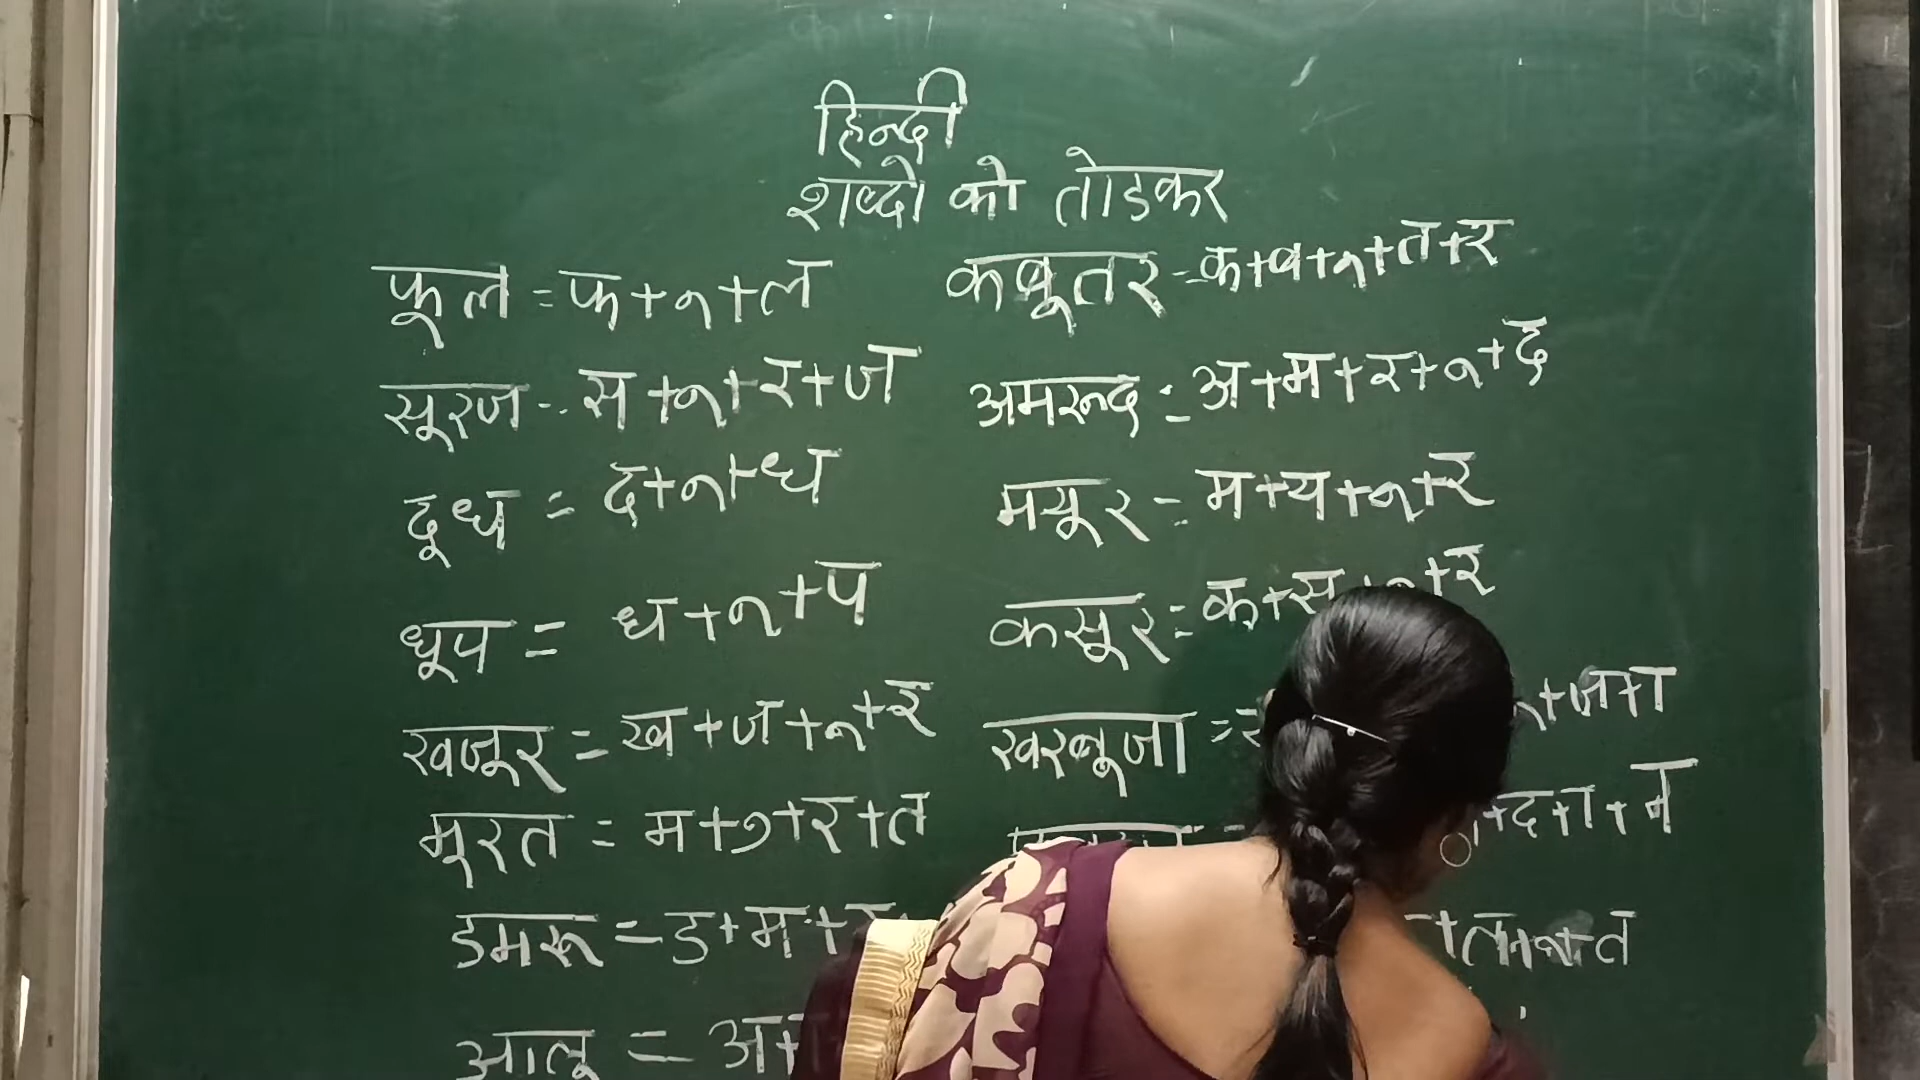 हिन्दी
शब्दो को तोडकर
फूल = फ + ू + ल
सूरज - स + ू + र + ज
दूध = द + ू + ध
धूप = ध + ू + प
खजूर = ख + ज + ू + र
मूरत = म + ू + र + त
डमरू = ड + म +
आलू = अ +
कबूतर = क + ब + ू + त + र
अमरूद = अ + म + र + ू + द
मयूर = म + य + ू + र
कसूर = क + स + ू + र
खरबूजा = + ज + ा
+ द + ा + न
+ त